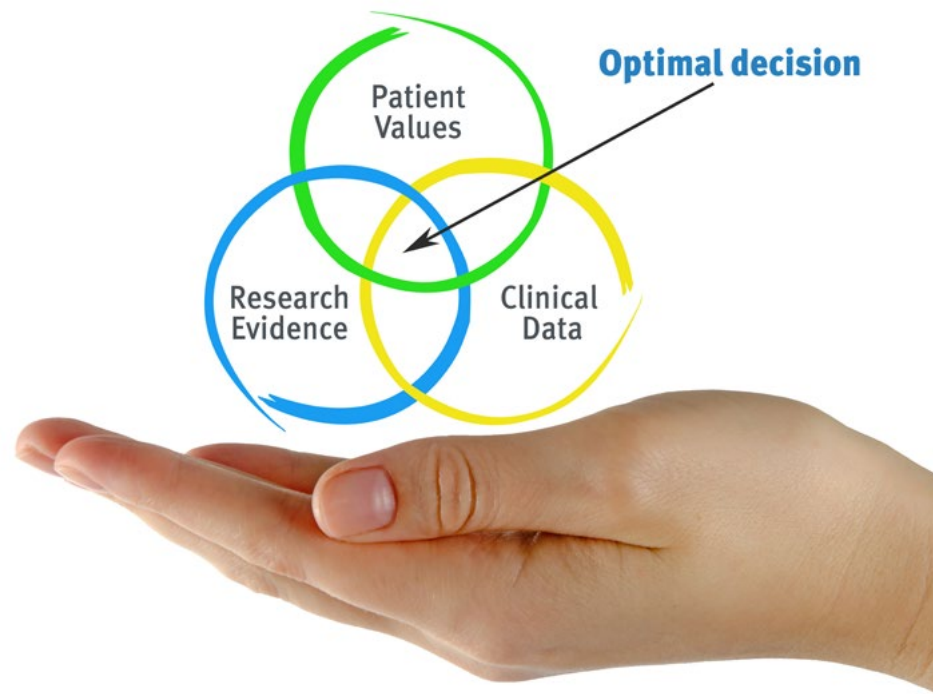 Optimal decision
Patient
Values
Research
Evidence
Clinical
Data